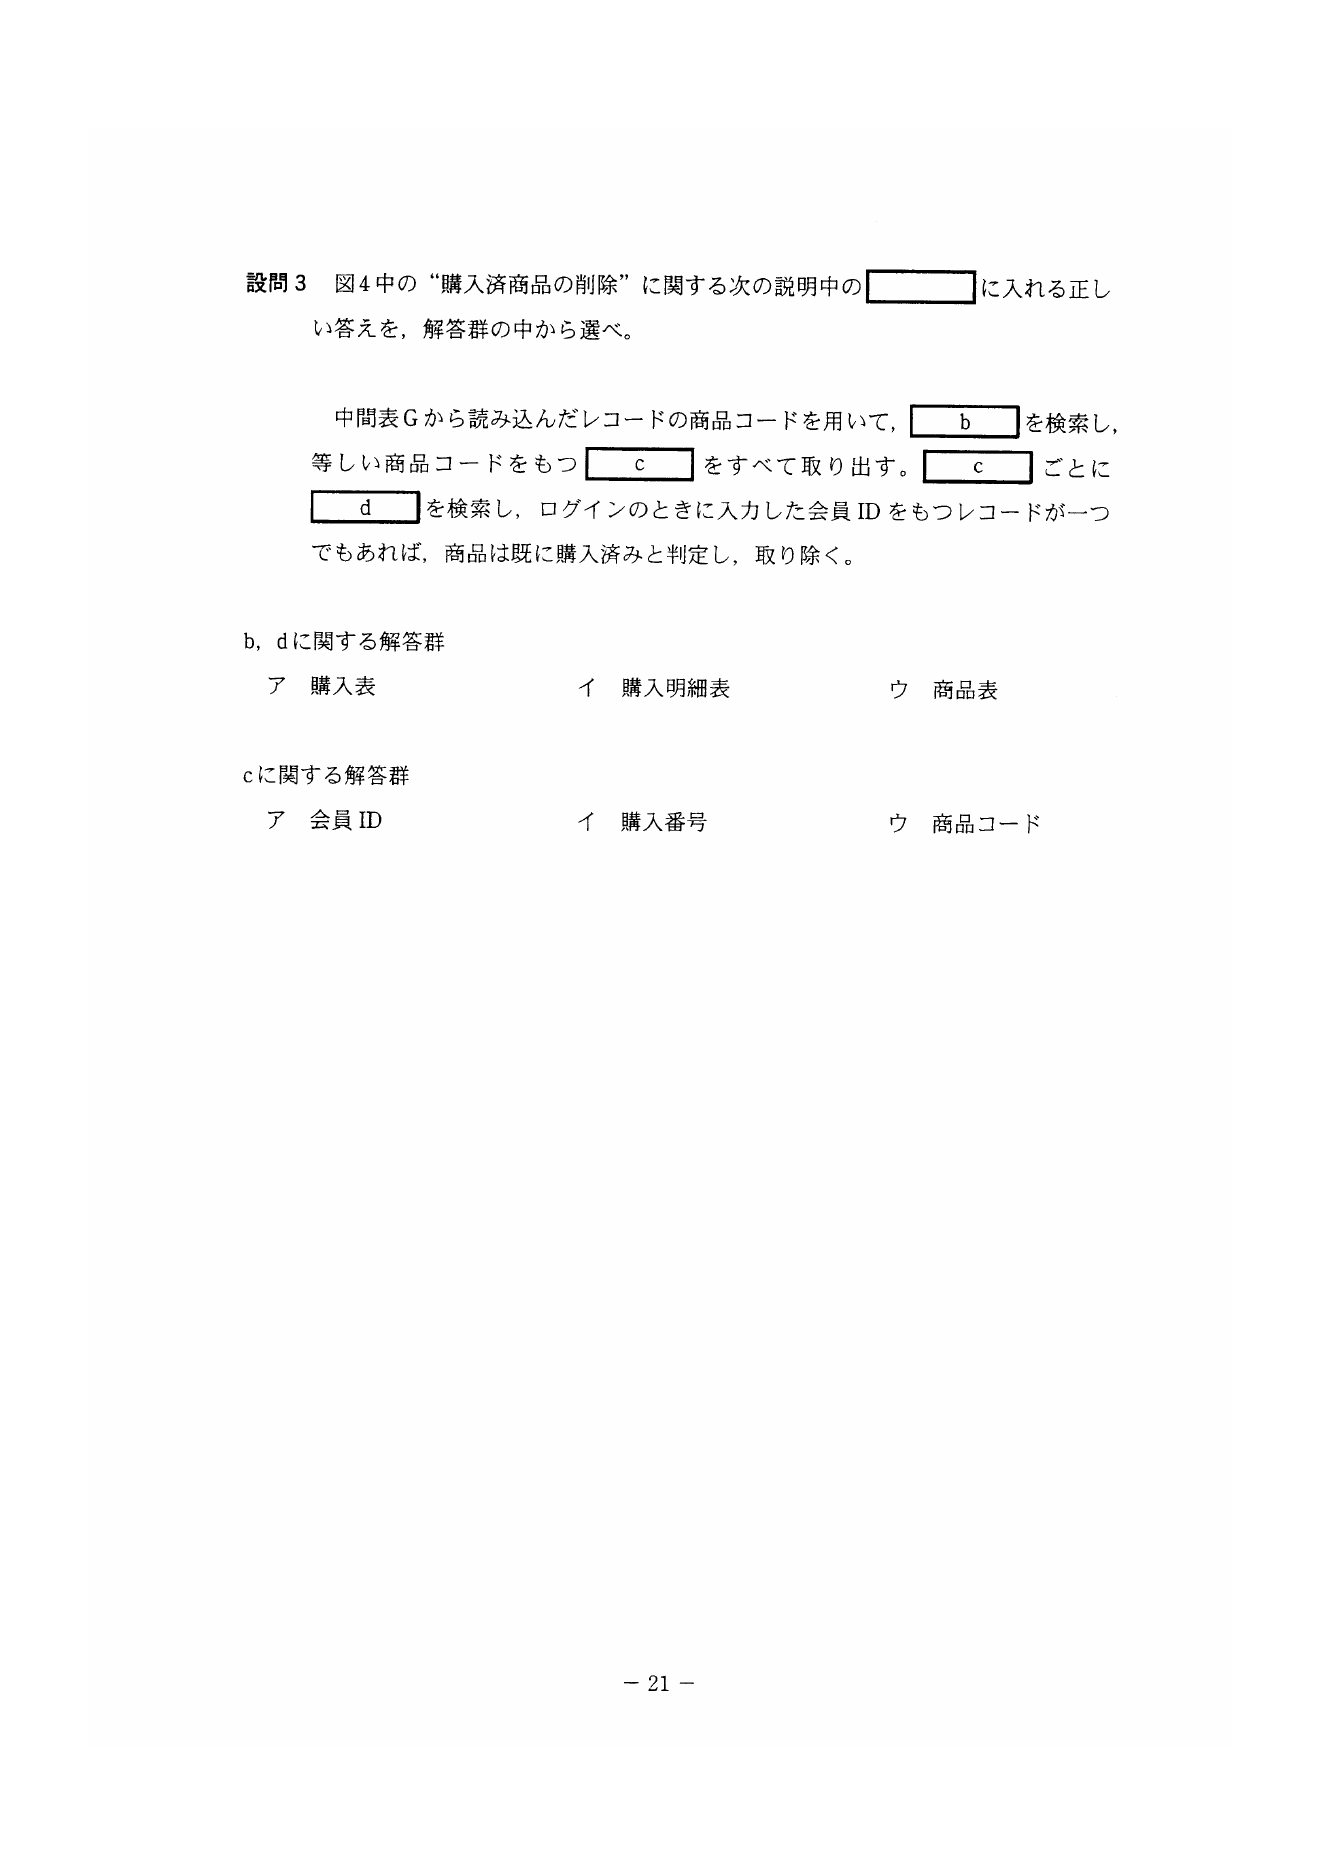 設問3 図4中の“購入済商品の削除”に関する次の説明中の に入れる正し
い答えを，解答群の中から選べ。
中間表Gから読み込んだレコードの商品コードを用いて， b を検索し，
等しい商品コードをもつ c をすべて取り出す。 c ごとに
d を検索し，ログインのときに入力した会員IDをもつレコードが一つ
でもあれば，商品は既に購入済みと判定し，取り除く。
b，dに関する解答群
ア 購入表 イ 購入明細表 ウ 商品表
cに関する解答群
ア 会員ID イ 購入番号 ウ 商品コード
－ 21 －